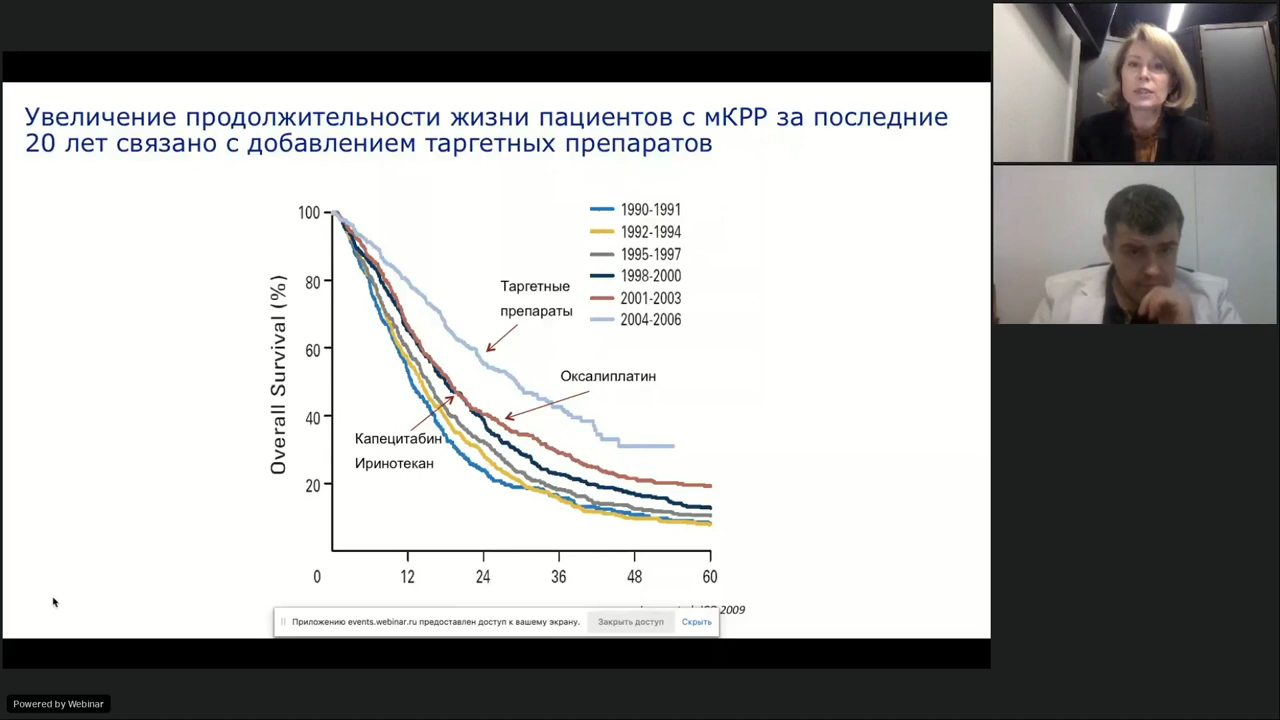 Увеличение продолжительности жизни пациентов с мКРР за последние
20 лет связано с добавлением таргетных препаратов
Overall Survival (%)
100
80
60
40
20
0
12
24
36
48
60
1990-1991
1992-1994
1995-1997
1998-2000
2001-2003
2004-2006
Таргетные
препараты
Оксалиплатин
Капецитабин
Иринотекан
2009
Приложению events.webinar.ru предоставлен доступ к вашему экрану.
Закрыть доступ
Скрыть
Powered by Webinar